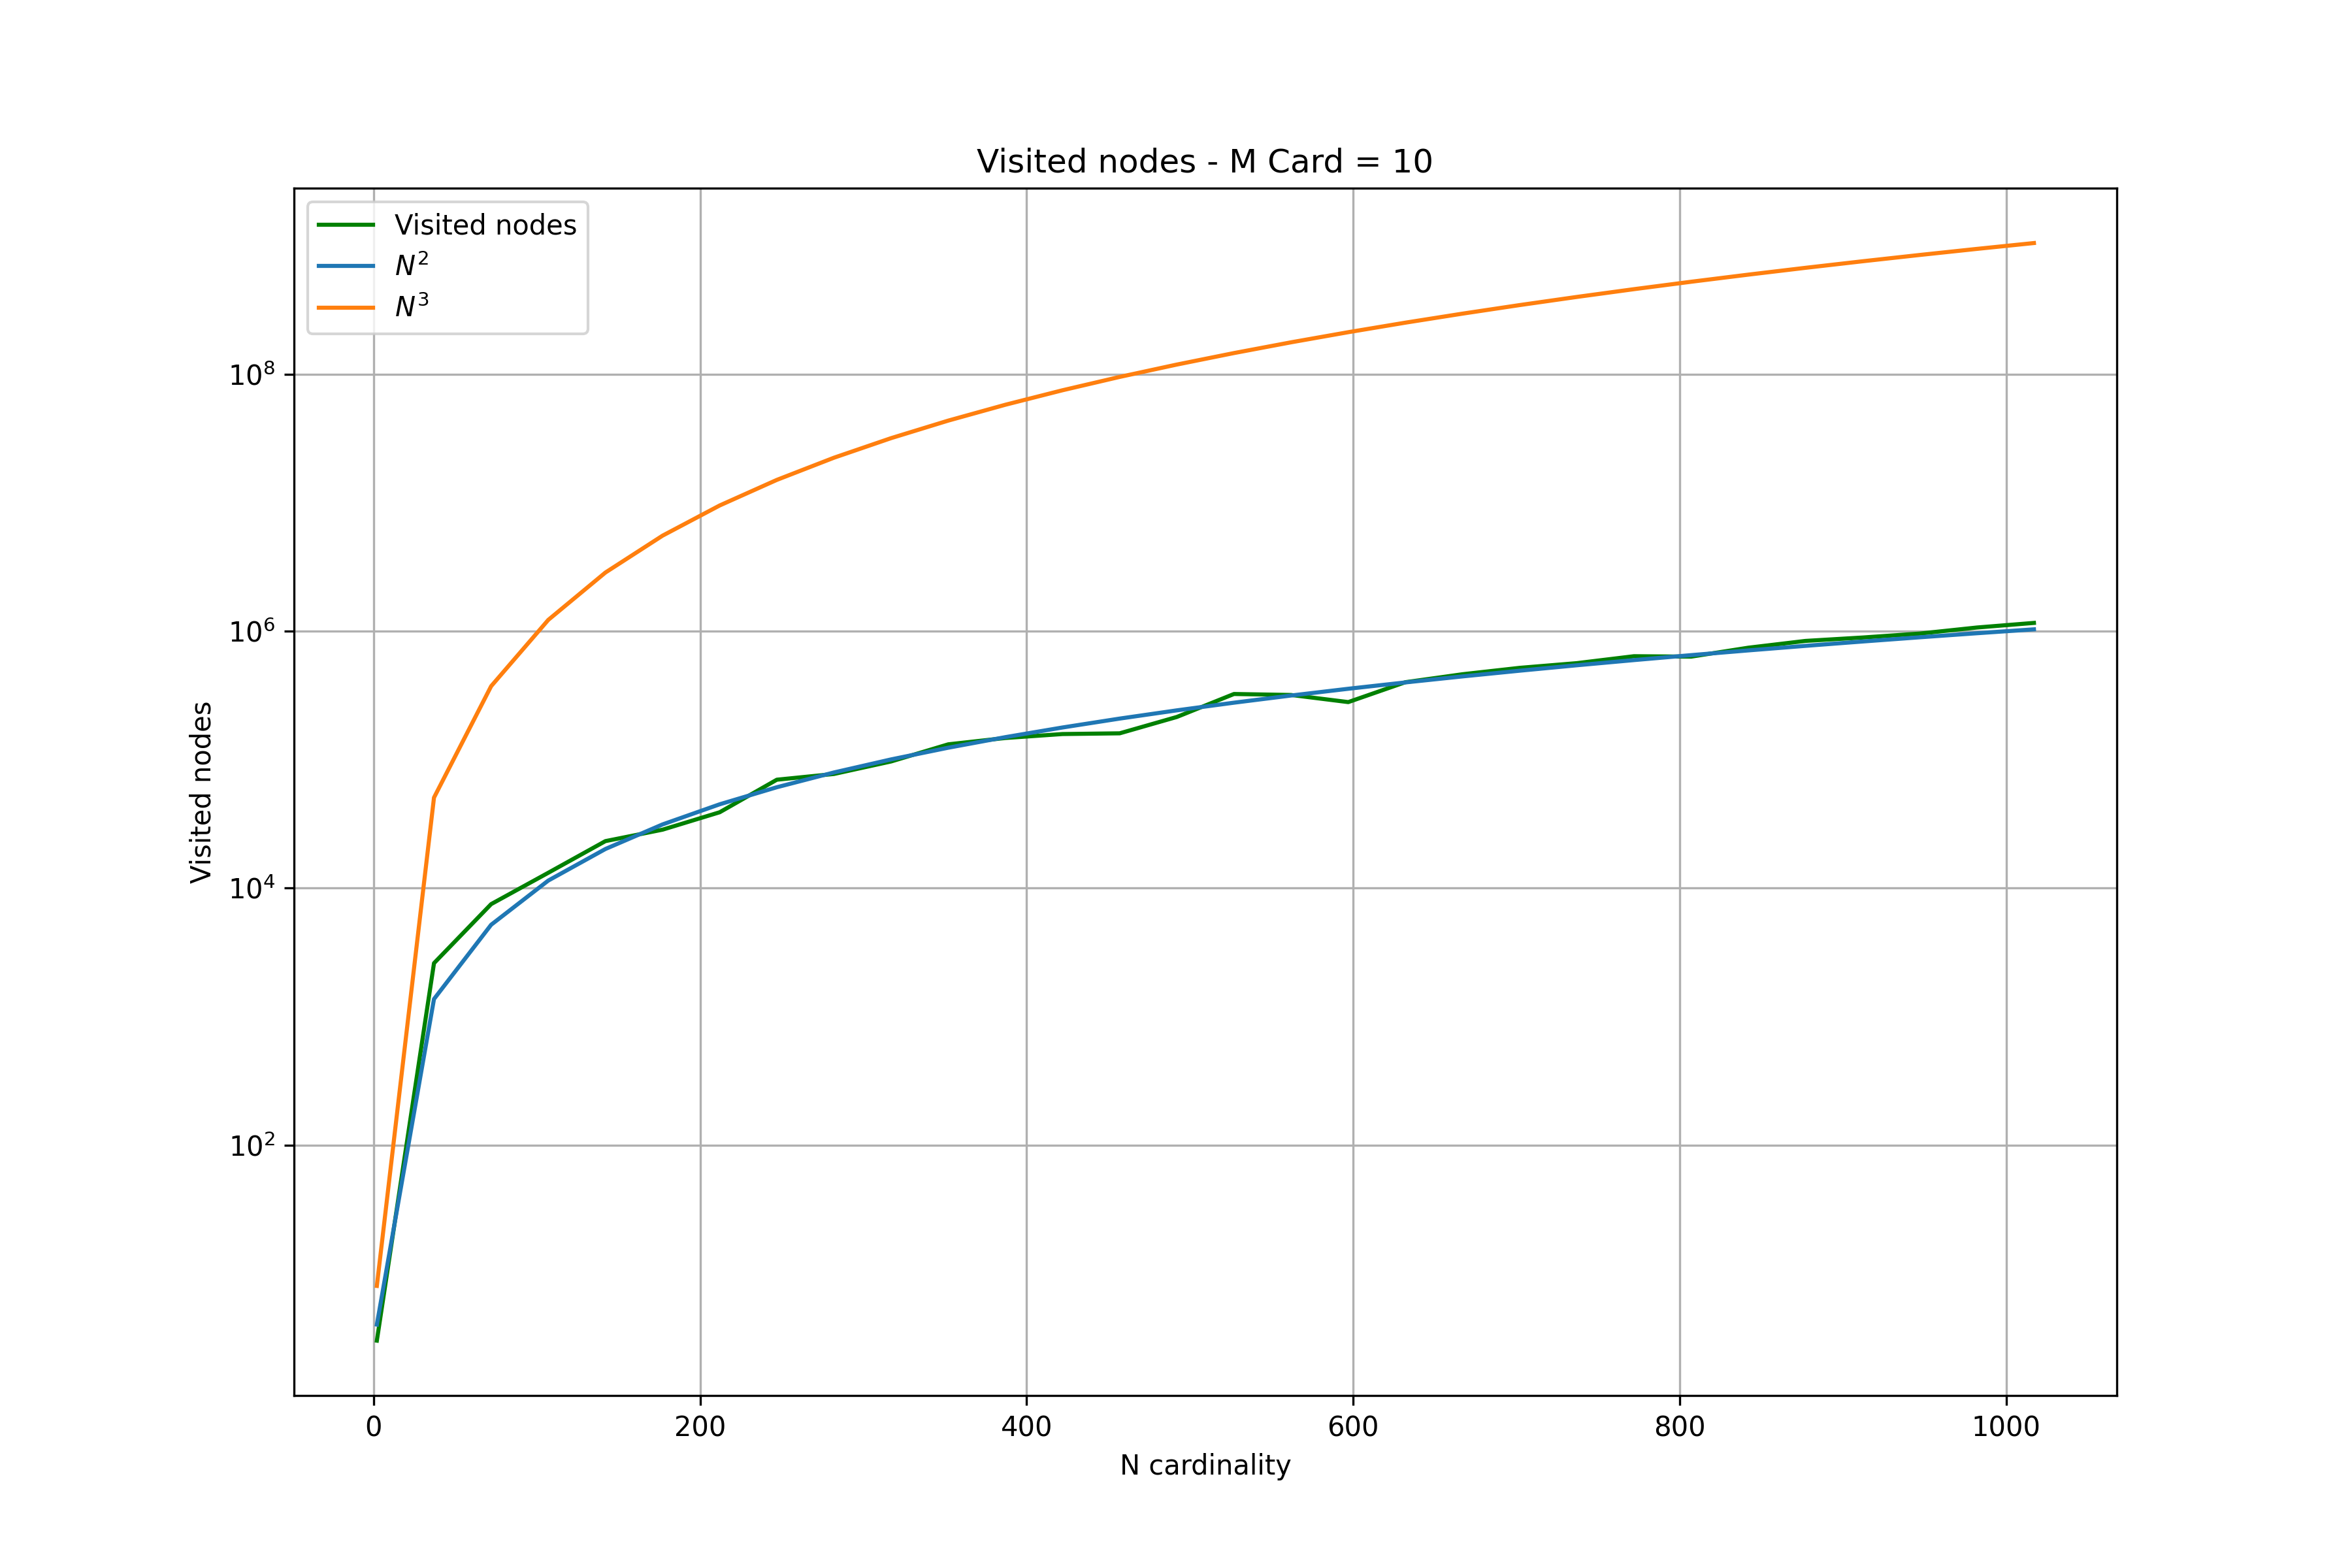 Visited nodes - M Card = 10
Visited nodes
N²
N³
10⁸
10⁶
10⁴
10²
Visited nodes
0 200 400 600 800 1000
N cardinality